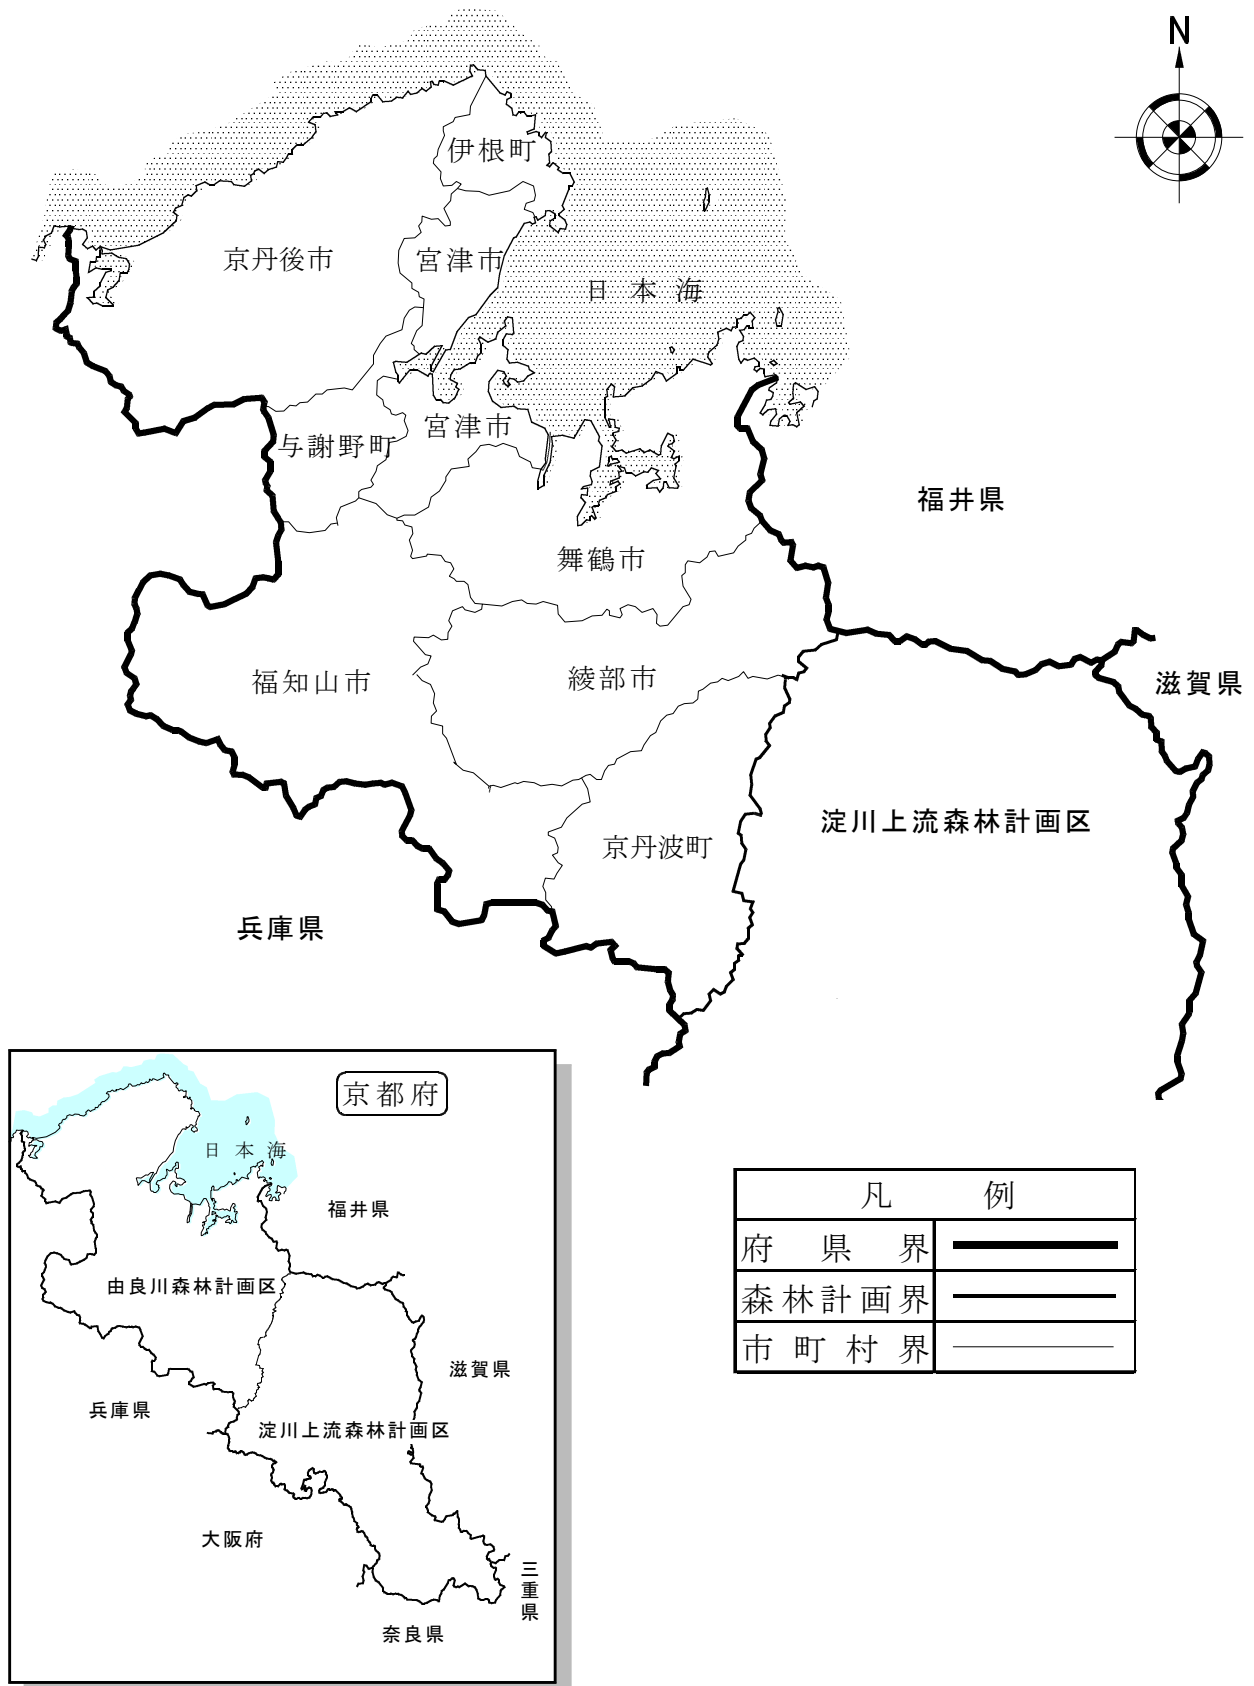 N
伊根町
京丹後市
宮津市
日本海
宮津市
与謝野町
福井県
舞鶴市
福知山市
綾部市
滋賀県
淀川上流森林計画区
京丹波町
兵庫県
京都府
日本海
福井県
由良川森林計画区
滋賀県
兵庫県
淀川上流森林計画区
大阪府
三重県
奈良県
凡例
府県界
森林計画界
市町村界